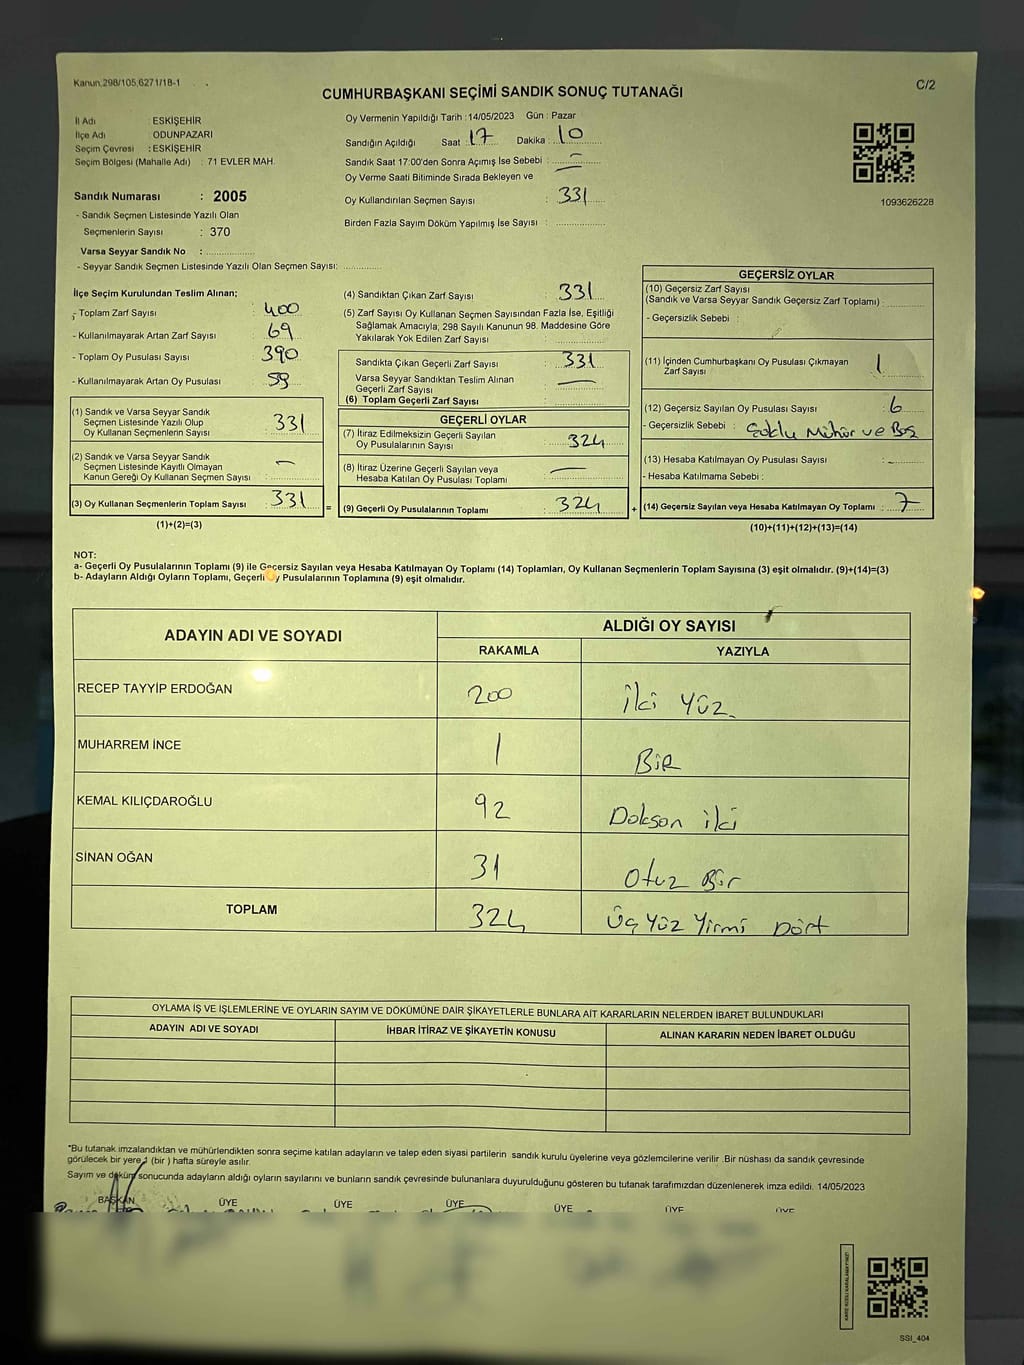 Kanun:298/105,6271/18-1
C/2
CUMHURBAŞKANI SEÇİMİ SANDIK SONUÇ TUTANAĞI
İl Adı : ESKİŞEHİR
İlçe Adı : ODUNPAZARI
Seçim Çevresi : ESKİŞEHİR
Seçim Bölgesi (Mahalle Adı) : 71 EVLER MAH.
Sandık Numarası : 2005
- Sandık Seçmen Listesinde Yazılı Olan
Seçmenlerin Sayısı : 370
Varsa Seyyar Sandık No :
- Seyyar Sandık Seçmen Listesinde Yazılı Olan Seçmen Sayısı:
Oy Vermenin Yapıldığı Tarih :14/05/2023 Gün : Pazar
Sandığın Açıldığı Saat : 17 Dakika : 10
Sandık Saat 17:00'den Sonra Açımış İse Sebebi : -
Oy Verme Saati Bitiminde Sırada Bekleyen ve
Oy Kullandırılan Seçmen Sayısı : 331
Birden Fazla Sayım Döküm Yapılmış İse Sayısı :
1093626228
İlçe Seçim Kurulundan Teslim Alınan;
- Toplam Zarf Sayısı : 400
- Kullanılmayarak Artan Zarf Sayısı : 69
- Toplam Oy Pusulası Sayısı : 390
- Kullanılmayarak Artan Oy Pusulası : 59
(1) Sandık ve Varsa Seyyar Sandık
Seçmen Listesinde Yazılı Olup
Oy Kullanan Seçmenlerin Sayısı : 331
(2) Sandık ve Varsa Seyyar Sandık
Seçmen Listesinde Kayıtlı Olmayan
Kanun Gereği Oy Kullanan Seçmen Sayısı : -
(3) Oy Kullanan Seçmenlerin Toplam Sayısı : 331
(1)+(2)=(3)
=
(4) Sandıktan Çıkan Zarf Sayısı : 331
(5) Zarf Sayısı Oy Kullanan Seçmen Sayısından Fazla İse, Eşitliği
Sağlamak Amacıyla, 298 Sayılı Kanunun 98. Maddesine Göre
Yakılarak Yok Edilen Zarf Sayısı :
Sandıkta Çıkan Geçerli Zarf Sayısı : 331
Varsa Seyyar Sandıktan Teslim Alınan
Geçerli Zarf Sayısı : -
(6) Toplam Geçerli Zarf Sayısı :
GEÇERLİ OYLAR
(7) İtiraz Edilmeksizin Geçerli Sayılan
Oy Pusulalarının Sayısı : 324
(8) İtiraz Üzerine Geçerli Sayılan veya
Hesaba Katılan Oy Pusulası Toplamı : -
(9) Geçerli Oy Pusulalarının Toplamı : 324
+
GEÇERSİZ OYLAR
(10) Geçersiz Zarf Sayısı
(Sandık ve Varsa Seyyar Sandık Geçersiz Zarf Toplamı) :
- Geçersizlik Sebebi :
(11) İçinden Cumhurbaşkanı Oy Pusulası Çıkmayan
Zarf Sayısı : 1
(12) Geçersiz Sayılan Oy Pusulası Sayısı : 6
- Geçersizlik Sebebi : Çoklu Mühür ve Boş
(13) Hesaba Katılmayan Oy Pusulası Sayısı : -
- Hesaba Katılmama Sebebi :
(14) Geçersiz Sayılan veya Hesaba Katılmayan Oy Toplamı : 7
(10)+(11)+(12)+(13)=(14)
NOT:
a- Geçerli Oy Pusulalarının Toplamı (9) ile Geçersiz Sayılan veya Hesaba Katılmayan Oy Toplamı (14) Toplamları, Oy Kullanan Seçmenlerin Toplam Sayısına (3) eşit olmalıdır. (9)+(14)=(3)
b- Adayların Aldığı Oyların Toplamı, Geçerli Oy Pusulalarının Toplamına (9) eşit olmalıdır.
ADAYIN ADI VE SOYADI ALDIĞI OY SAYISI
RAKAMLA YAZIYLA
RECEP TAYYİP ERDOĞAN 200 İki Yüz
MUHARREM İNCE 1 BİR
KEMAL KILIÇDAROĞLU 92 Doksan iki
SİNAN OĞAN 31 Otuz Bir
TOPLAM 324 Üç Yüz Yirmi Dört
OYLAMA İŞ VE İŞLEMLERİNE VE OYLARIN SAYIM VE DÖKÜMÜNE DAİR ŞİKAYETLERLE BUNLARA AİT KARARLARIN NELERDEN İBARET BULUNDUKLARI
ADAYIN ADI VE SOYADI İHBAR İTİRAZ VE ŞİKAYETİN KONUSU ALINAN KARARIN NEDEN İBARET OLDUĞU
*Bu tutanak imzalandıktan ve mühürlendikten sonra seçime katılan adayların ve talep eden siyasi partilerin sandık kurulu üyelerine veya gözlemcilerine verilir .Bir nüshası da sandık çevresinde
görülecek bir yere 1 (bir ) hafta süreyle asılır.
Sayım ve döküm sonucunda adayların aldığı oyların sayılarını ve bunların sandık çevresinde bulunanlara duyurulduğunu gösteren bu tutanak tarafımızdan düzenlenerek imza edildi. 14/05/2023
BAŞKAN ÜYE ÜYE ÜYE ÜYE ÜYE
SSI_404